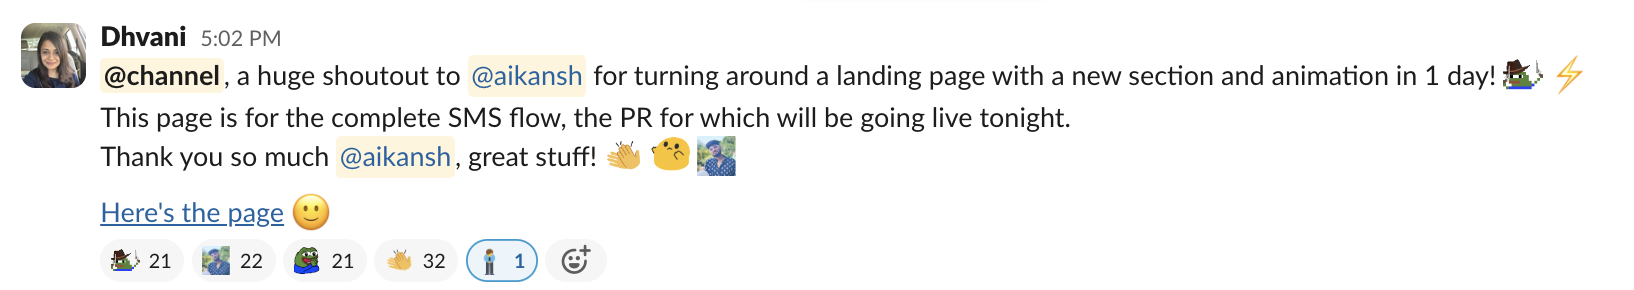 Dhvani 5:02 PM
@channel, a huge shoutout to @aikansh for turning around a landing page with a new section and animation in 1 day!
This page is for the complete SMS flow, the PR for which will be going live tonight.
Thank you so much @aikansh, great stuff!
Here's the page
21 22 21 32 1